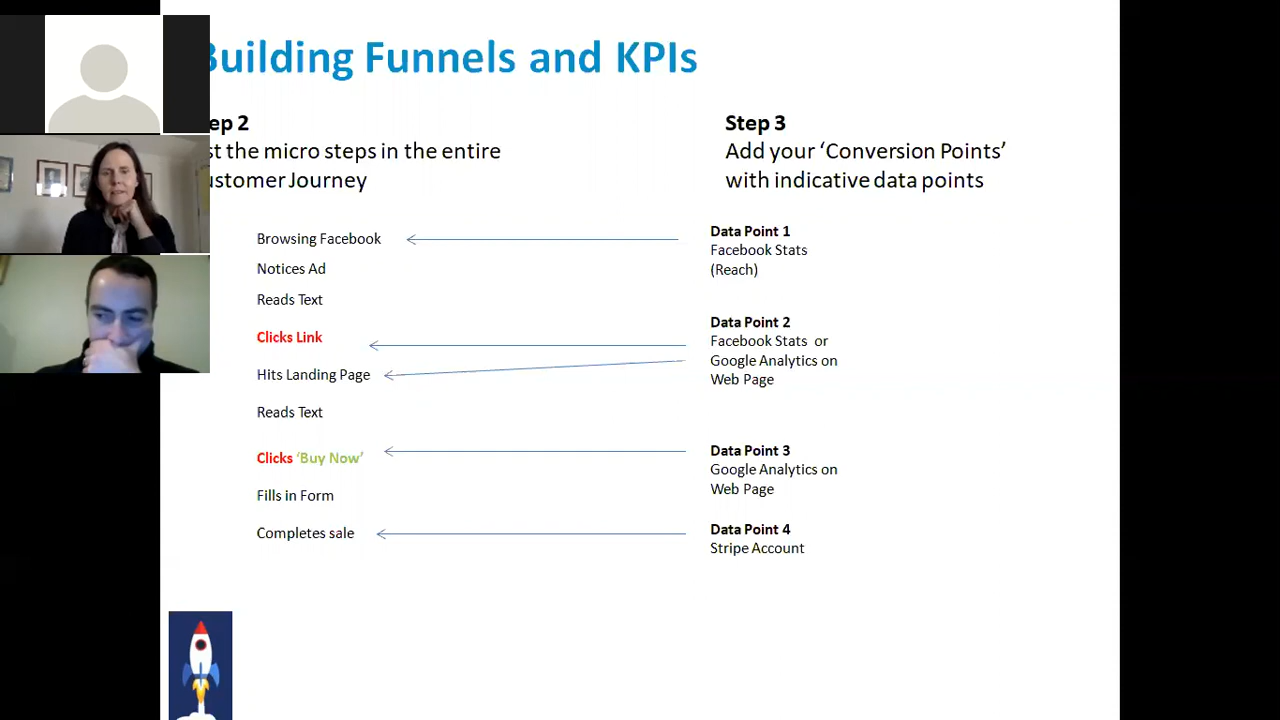 Building Funnels and KPIs
ep 2
st the micro steps in the entire
ustomer Journey
Browsing Facebook
Notices Ad
Reads Text
Clicks Link
Hits Landing Page
Reads Text
Clicks ‘Buy Now’
Fills in Form
Completes sale
Step 3
Add your ‘Conversion Points’
with indicative data points
Data Point 1
Facebook Stats
(Reach)
Data Point 2
Facebook Stats or
Google Analytics on
Web Page
Data Point 3
Google Analytics on
Web Page
Data Point 4
Stripe Account